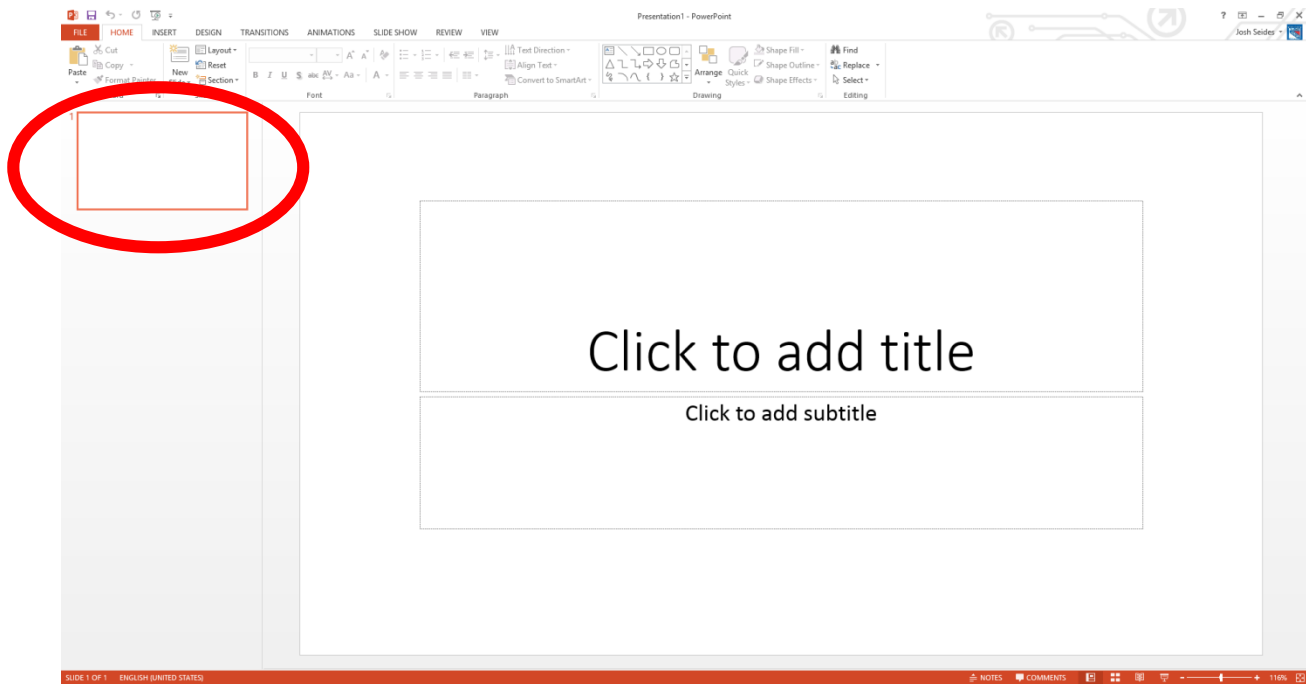 Presentation1 - PowerPoint
?
Josh Seides
FILE HOME INSERT DESIGN TRANSITIONS ANIMATIONS SLIDE SHOW REVIEW VIEW
Paste
Cut
Copy
Format Painter
New
Layout
Reset
Section
B I U S abc AV Aa A
Font
Text Direction
Align Text
Convert to SmartArt
Paragraph
Arrange
Quick
Styles
Shape Fill
Shape Outline
Shape Effects
Drawing
Find
Replace
Select
Editing
1
Click to add title
Click to add subtitle
SLIDE 1 OF 1 ENGLISH (UNITED STATES) NOTES COMMENTS 116%